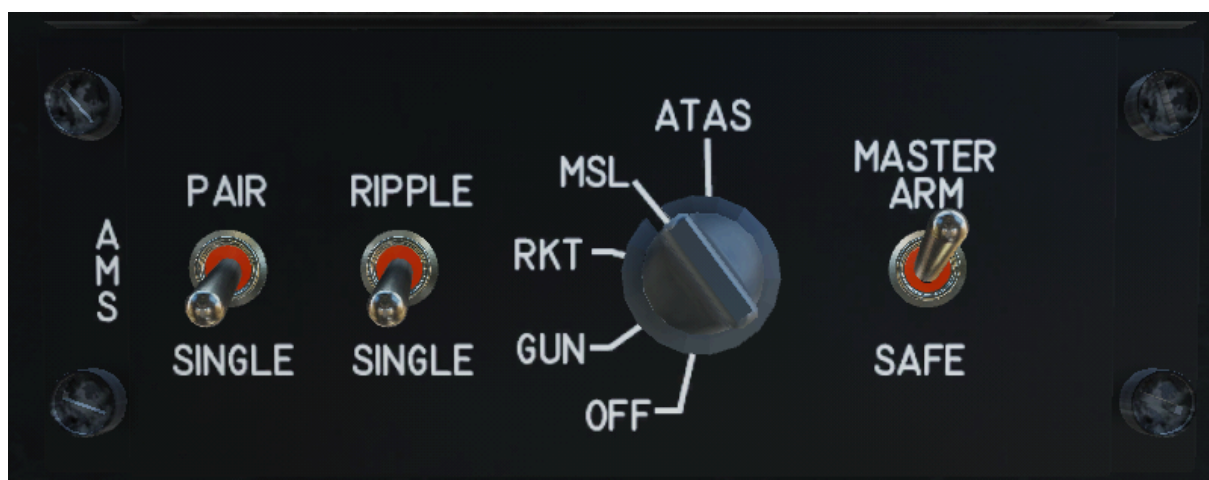 AMS
PAIR
SINGLE
RIPPLE
SINGLE
ATAS
MSL
RKT
GUN
OFF
MASTER
ARM
SAFE